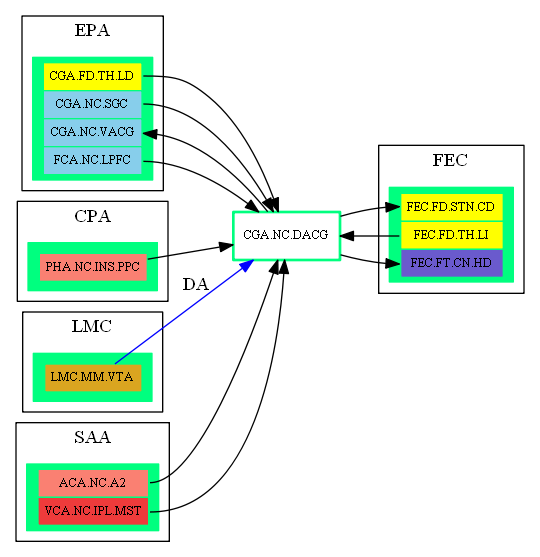 EPA
CGA.FD.TH.LD
CGA.NC.SGC
CGA.NC.VACG
FCA.NC.LPFC
CPA
PHA.NC.INS.PPC
LMC
LMC.MM.VTA
SAA
ACA.NC.A2
VCA.NC.IPL.MST
DA
CGA.NC.DACG
FEC
FEC.FD.STN.CD
FEC.FD.TH.LI
FEC.FT.CN.HD